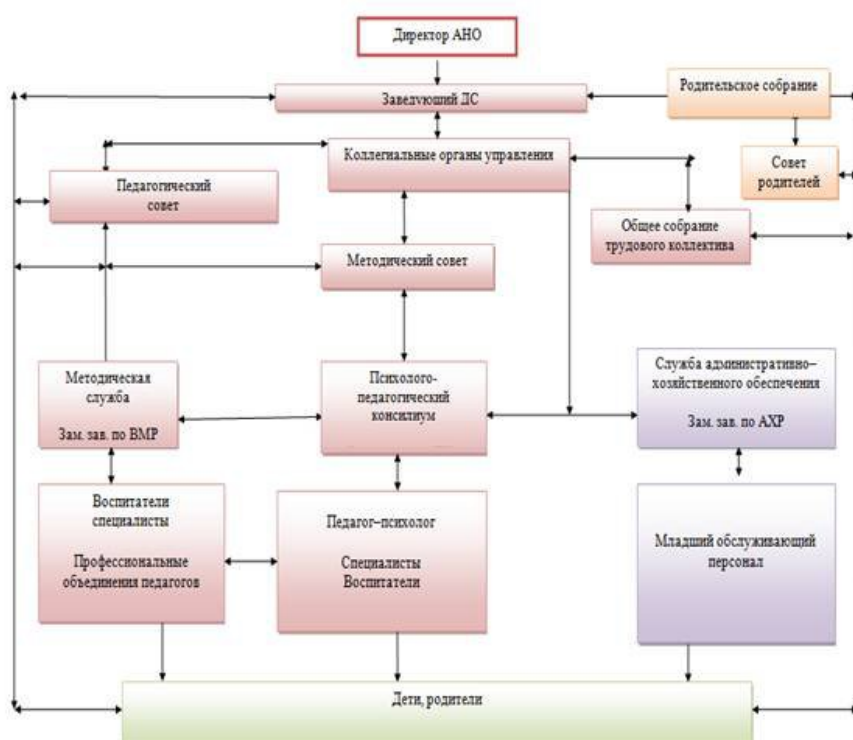 Директор АНО
Заведующий ДС
Родительское собрание
Коллегиальные органы управления
Совет
родителей
Педагогический
совет
Общее собрание
трудового коллектива
Методический совет
Методическая
служба
Зам. зав. по ВМР
Психолого-
педагогический
консилиум
Служба административно–
хозяйственного обеспечения
Зам. зав. по АХР
Воспитатели
специалисты
Профессиональные
объединения педагогов
Педагог–психолог
Специалисты
Воспитатели
Младший обслуживающий
персонал
Дети, родители